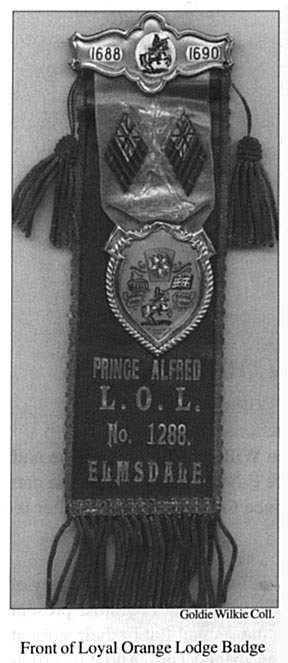 1688 1690
PRINCE ALFRED
L. O. L.
No. 1288.
ELMSDALE.
Goldie Wilkie Coll.
Front of Loyal Orange Lodge Badge